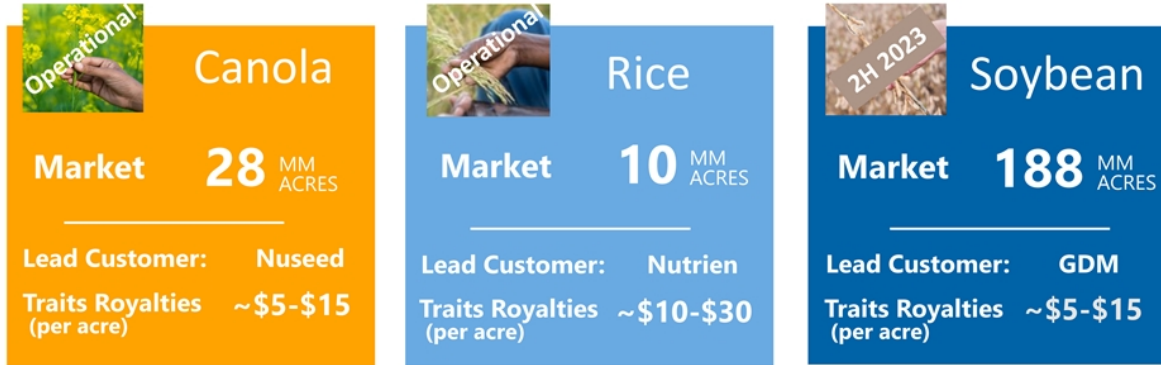 Operational
Canola
Market 28 MM ACRES
Lead Customer: Nuseed
Traits Royalties ~$5-$15
(per acre)
Operational
Rice
Market 10 MM ACRES
Lead Customer: Nutrien
Traits Royalties ~$10-$30
(per acre)
2H 2023
Soybean
Market 188 MM ACRES
Lead Customer: GDM
Traits Royalties ~$5-$15
(per acre)